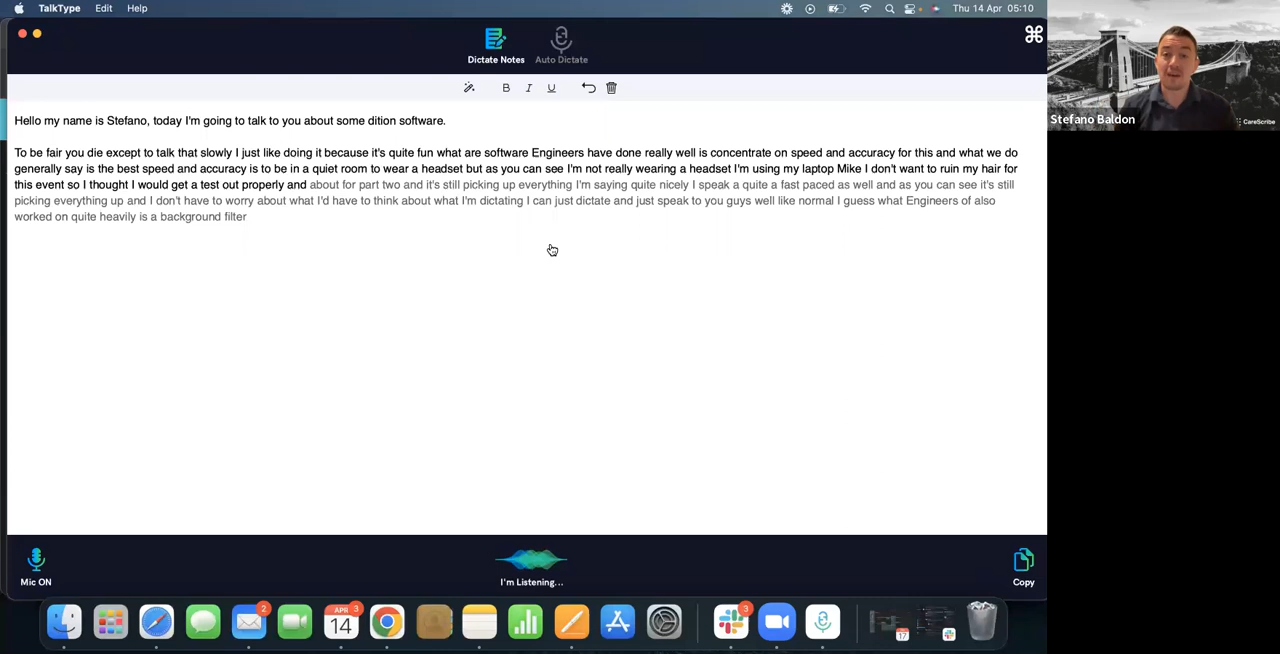 TalkType Edit Help Thu 14 Apr 05:10
Dictate Notes Auto Dictate
B I U
Hello my name is Stefano, today I'm going to talk to you about some dition software.
To be fair you die except to talk that slowly I just like doing it because it's quite fun what are software Engineers have done really well is concentrate on speed and accuracy for this and what we do
generally say is the best speed and accuracy is to be in a quiet room to wear a headset but as you can see I'm not really wearing a headset I'm using my laptop Mike I don't want to ruin my hair for
this event so I thought I would get a test out properly and about for part two and it's still picking up everything I'm saying quite nicely I speak a quite a fast paced as well and as you can see it's still
picking everything up and I don't have to worry about what I'd have to think about what I'm dictating I can just dictate and just speak to you guys well like normal I guess what Engineers of also
worked on quite heavily is a background filter
Mic ON I'm Listening... Copy
2 APR 14 3 3 17
Stefano Baldon CareScribe